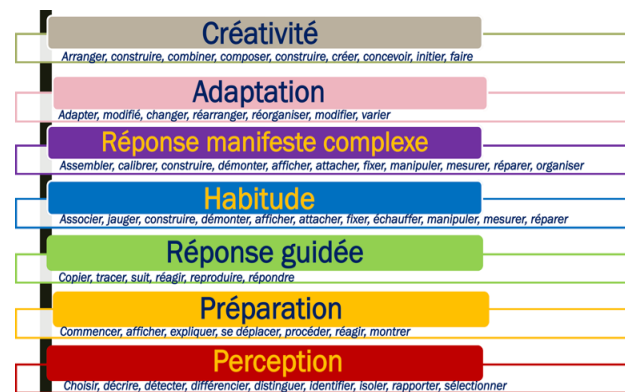 Créativité
Arranger, construire, combiner, composer, construire, créer, concevoir, initier, faire
Adaptation
Adapter, modifié, changer, réarranger, réorganiser, modifier, varier
Réponse manifeste complexe
Assembler, calibrer, construire, démonter, afficher, attacher, fixer, manipuler, mesurer, réparer, organiser
Habitude
Associer, jauger, construire, démonter, afficher, attacher, fixer, échauffer, manipuler, mesurer, réparer
Réponse guidée
Copier, tracer, suit, réagir, reproduire, répondre
Préparation
Commencer, afficher, expliquer, se déplacer, procéder, réagir, montrer
Perception
Choisir, décrire, détecter, différencier, distinguer, identifier, isoler, rapporter, sélectionner